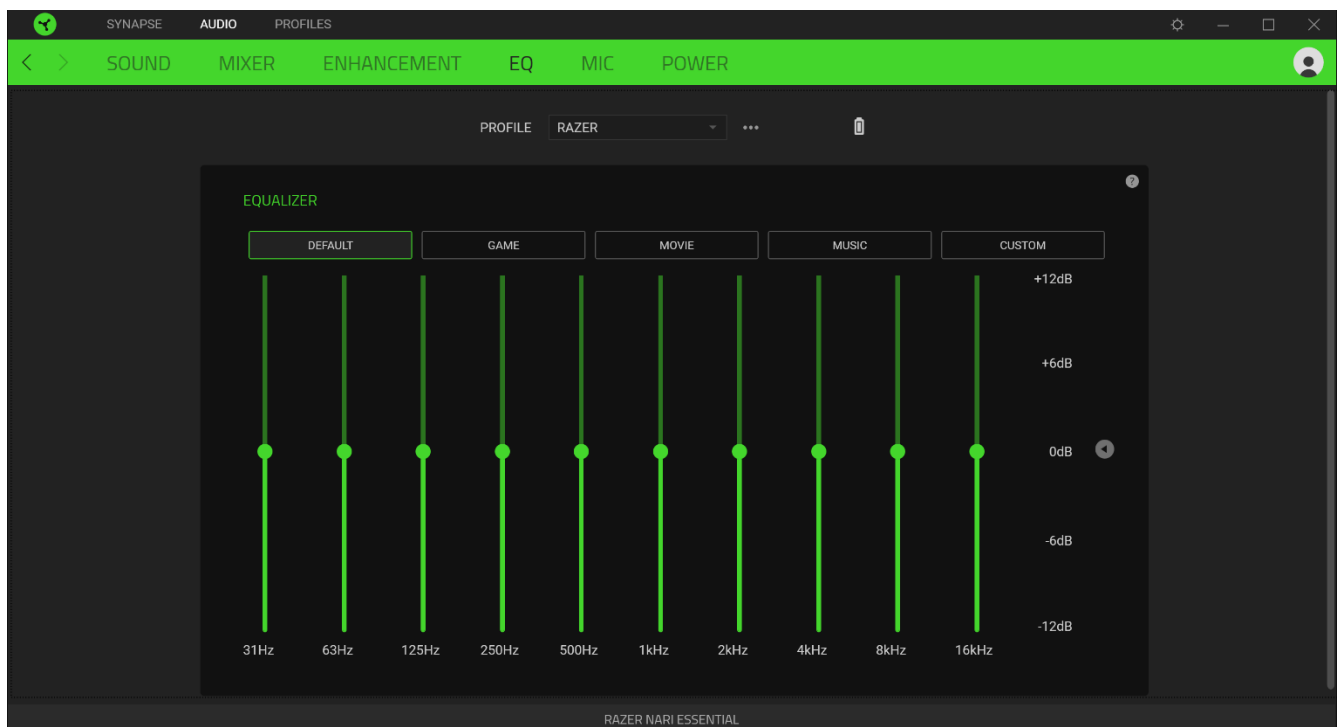 SYNAPSE AUDIO PROFILES
SOUND MIXER ENHANCEMENT EQ MIC POWER
PROFILE RAZER
EQUALIZER
DEFAULT GAME MOVIE MUSIC CUSTOM
+12dB
+6dB
0dB
-6dB
-12dB
31Hz 63Hz 125Hz 250Hz 500Hz 1kHz 2kHz 4kHz 8kHz 16kHz
RAZER NARI ESSENTIAL